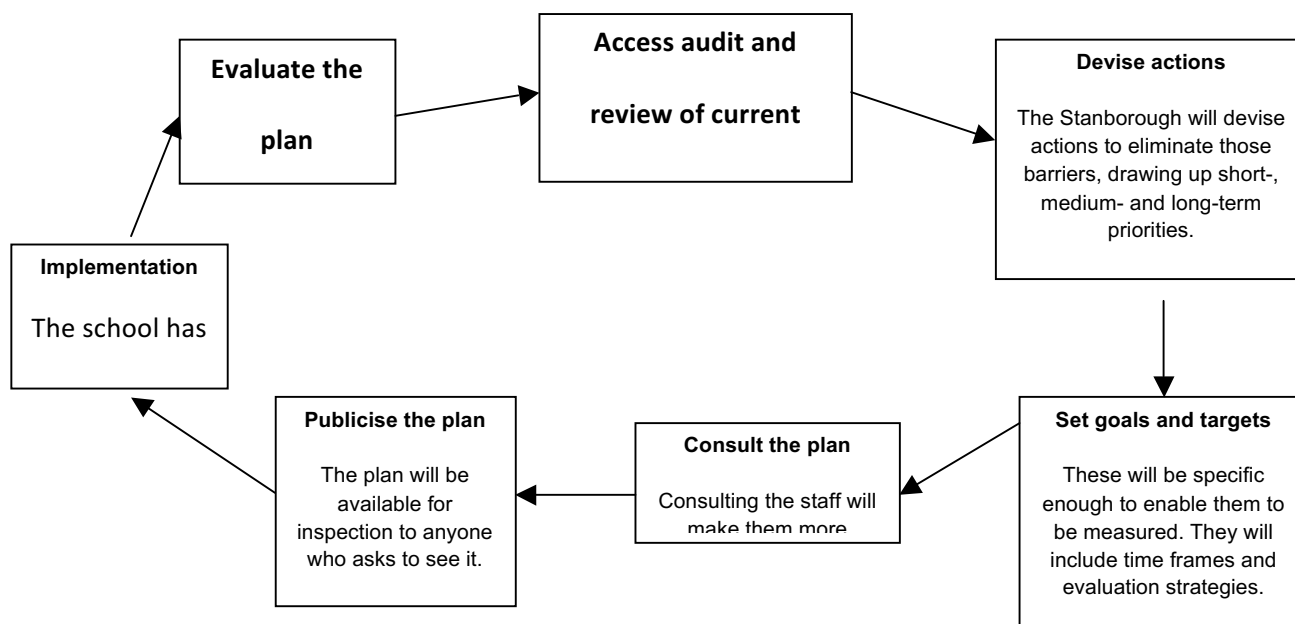 Evaluate the
plan
Access audit and
review of current
Devise actions
The Stanborough will devise
actions to eliminate those
barriers, drawing up short-,
medium- and long-term
priorities.
Set goals and targets
These will be specific
enough to enable them to
be measured. They will
include time frames and
evaluation strategies.
Consult the plan
Consulting the staff will
make them more
Publicise the plan
The plan will be
available for
inspection to anyone
who asks to see it.
Implementation
The school has